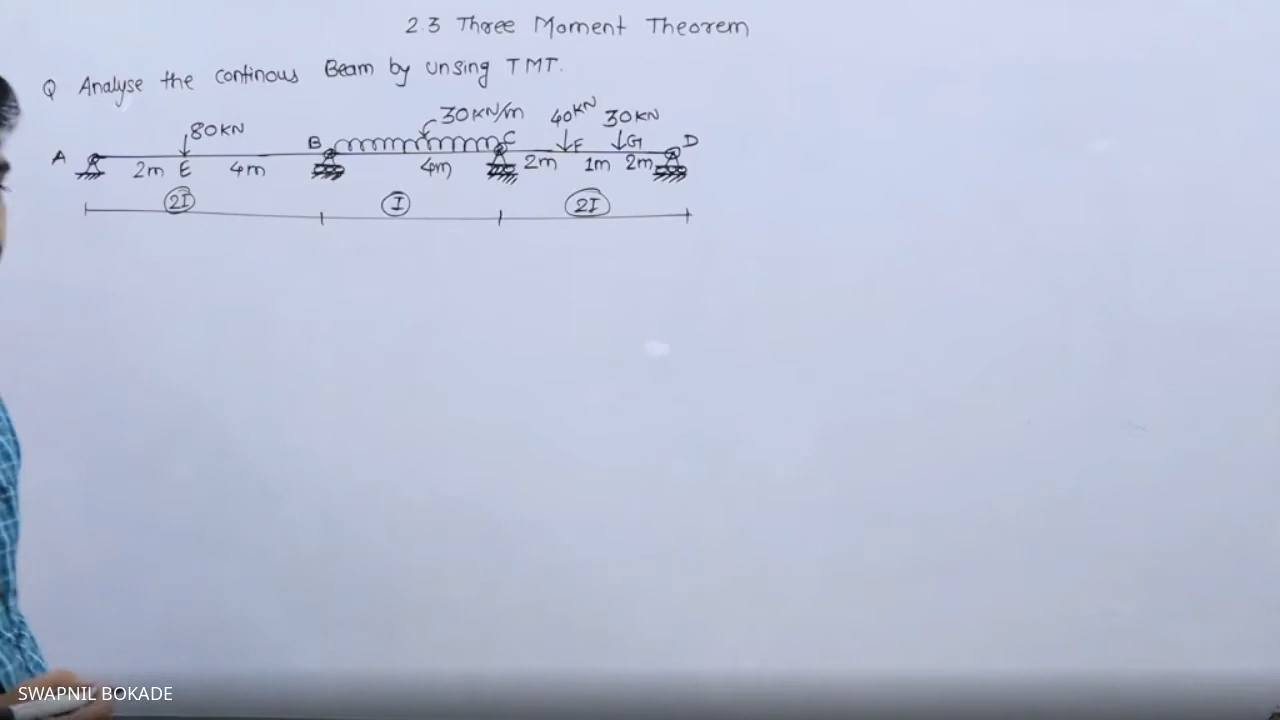 2.3 Three Moment Theorem
Q Analyse the continous Beam by unsing TMT.
30KN/m 40KN 30KN
80KN B C F G D
A 2m E 4m 4m 2m 1m 2m
2I I 2I
SWAPNIL BOKADE